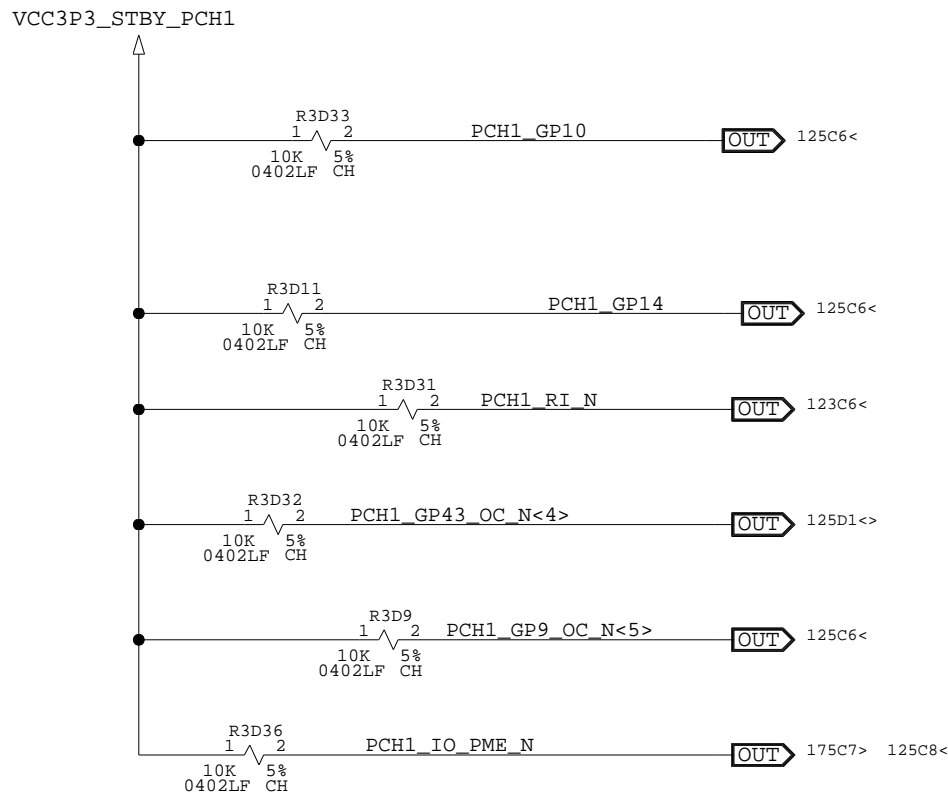 VCC3P3_STBY_PCH1
R3D33
1 2 PCH1_GP10 OUT 125C6<
10K 5%
0402LF CH
R3D11
1 2 PCH1_GP14 OUT 125C6<
10K 5%
0402LF CH
R3D31
1 2 PCH1_RI_N OUT 123C6<
10K 5%
0402LF CH
R3D32
1 2 PCH1_GP43_OC_N<4> OUT 125D1<>
10K 5%
0402LF CH
R3D9
1 2 PCH1_GP9_OC_N<5> OUT 125C6<
10K 5%
0402LF CH
R3D36
1 2 PCH1_IO_PME_N OUT 175C7> 125C8<
10K 5%
0402LF CH